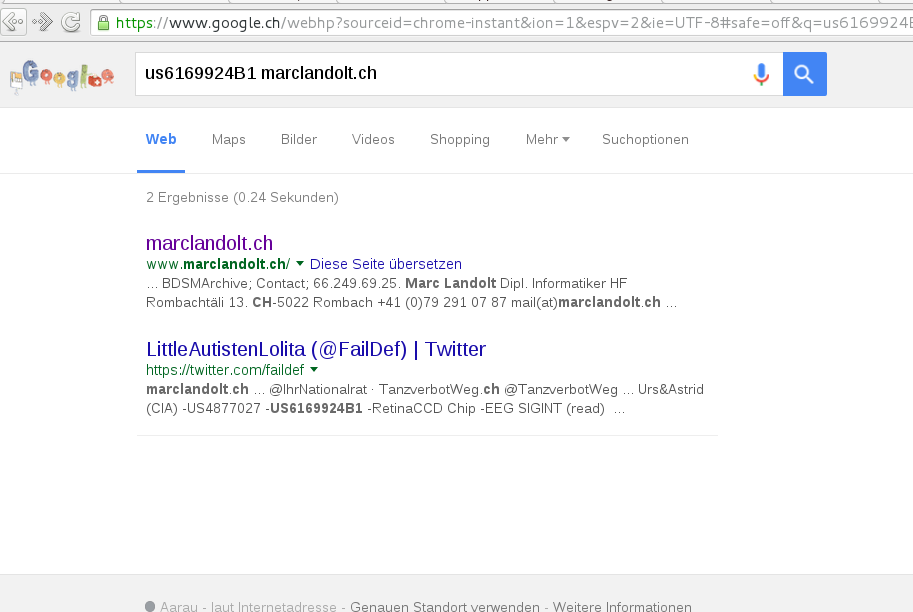 https://www.google.ch/webhp?sourceid=chrome-instant&ion=1&espv=2&ie=UTF-8#safe=off&q=us6169924B
Google
us6169924B1 marclandolt.ch
Web Maps Bilder Videos Shopping Mehr Suchoptionen
2 Ergebnisse (0.24 Sekunden)
marclandolt.ch
www.marclandolt.ch/ Diese Seite übersetzen
... BDSMArchive; Contact; 66.249.69.25. Marc Landolt Dipl. Informatiker HF
Rombachtäli 13. CH-5022 Rombach +41 (0)79 291 07 87 mail(at)marclandolt.ch ...
LittleAutistenLolita (@FailDef) | Twitter
https://twitter.com/faildef
marclandolt.ch ... @IhrNationalrat · TanzverbotWeg.ch @TanzverbotWeg ... Urs&Astrid
(CIA) -US4877027 -US6169924B1 -RetinaCCD Chip -EEG SIGINT (read) ...
Aarau - laut Internetadresse - Genauen Standort verwenden - Weitere Informationen